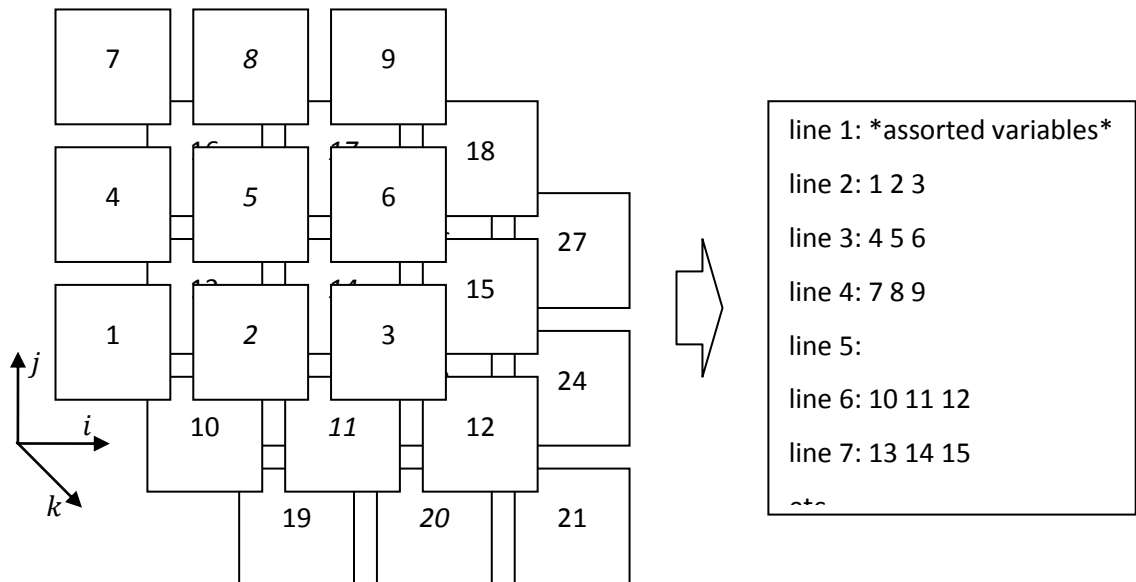 7 8 9
18
4 5 6
27
15
1 2 3
24
10 11 12
19 20 21
j
i
k
line 1: *assorted variables*
line 2: 1 2 3
line 3: 4 5 6
line 4: 7 8 9
line 5:
line 6: 10 11 12
line 7: 13 14 15